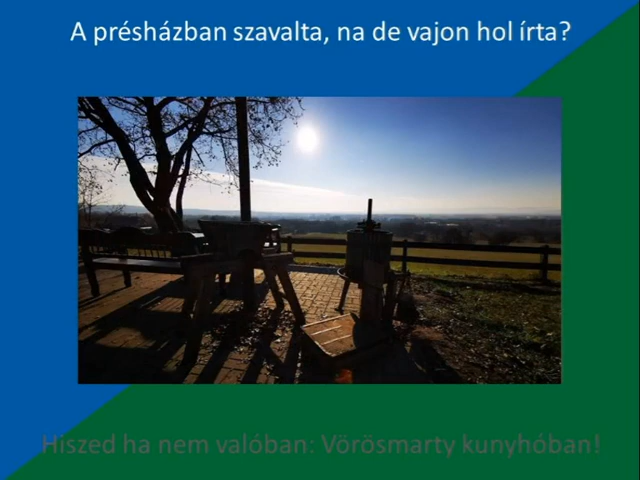 A présházban szavalta, na de vajon hol írta?
Hiszed ha nem valóban: Vörösmarty kunyhóban!